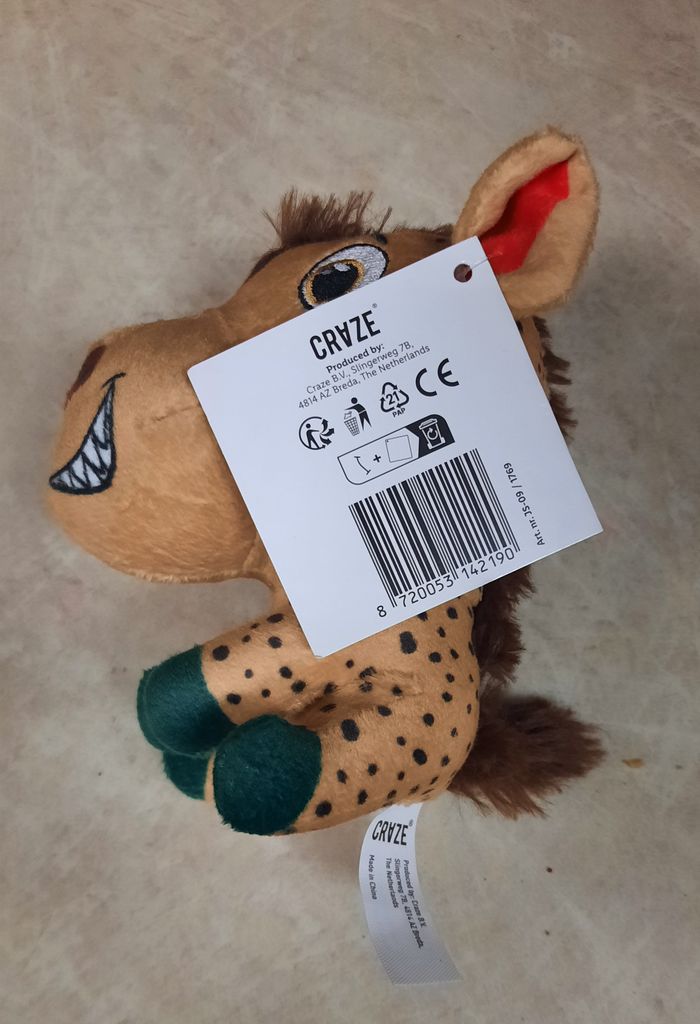 CRAZE®
Produced by:
Craze B.V., Slingerweg 7B,
4814 AZ Breda, The Netherlands
21
PAP
CE
8 720053 142190
Art. nr: JS-09 / 1769
CRAZE®
Produced by: Craze B.V.
Slingerweg 7B, 4814 AZ Breda,
The Netherlands
Made in China